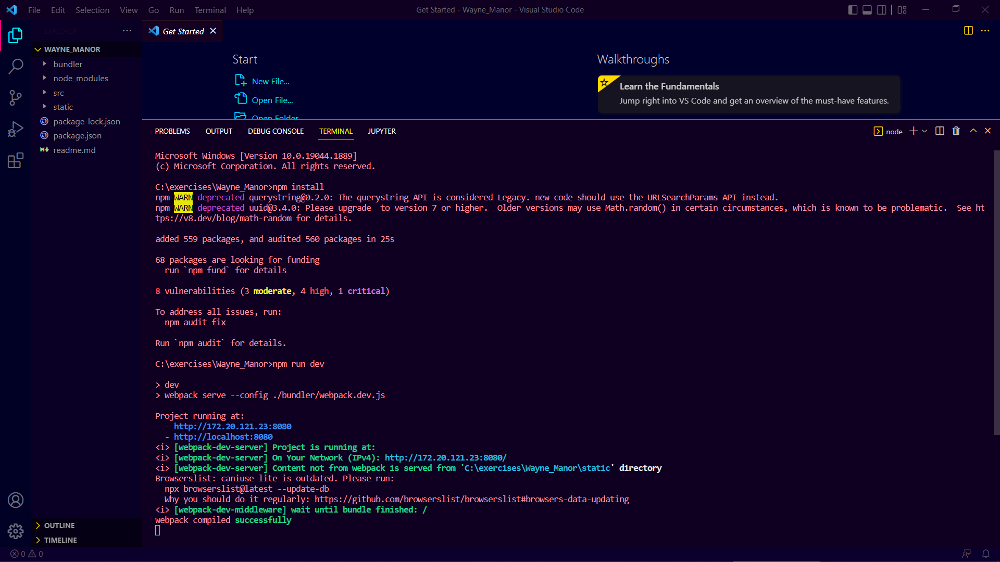 File Edit Selection View Go Run Terminal Help
Get Started - Wayne_Manor - Visual Studio Code
EXPLORER
Get Started
WAYNE_MANOR
bundler
node_modules
src
static
package-lock.json
package.json
readme.md
Start
New File...
Open File...
Open Folder
Walkthroughs
Learn the Fundamentals
Jump right into VS Code and get an overview of the must-have features.
PROBLEMS OUTPUT DEBUG CONSOLE TERMINAL JUPYTER
node
Microsoft Windows [Version 10.0.19044.1889]
(c) Microsoft Corporation. All rights reserved.
C:\exercises\Wayne_Manor>npm install
npm WARN deprecated querystring@0.2.0: The querystring API is considered Legacy. new code should use the URLSearchParams API instead.
npm WARN deprecated uuid@3.4.0: Please upgrade  to version 7 or higher.  Older versions may use Math.random() in certain circumstances, which is known to be problematic.  See ht
tps://v8.dev/blog/math-random for details.
added 559 packages, and audited 560 packages in 25s
68 packages are looking for funding
run `npm fund` for details
8 vulnerabilities (3 moderate, 4 high, 1 critical)
To address all issues, run:
npm audit fix
Run `npm audit` for details.
C:\exercises\Wayne_Manor>npm run dev
> dev
> webpack serve --config ./bundler/webpack.dev.js
Project running at:
- http://172.20.121.23:8080
- http://localhost:8080
<i> [webpack-dev-server] Project is running at:
<i> [webpack-dev-server] On Your Network (IPv4): http://172.20.121.23:8080/
<i> [webpack-dev-server] Content not from webpack is served from 'C:\exercises\Wayne_Manor\static' directory
Browserslist: caniuse-lite is outdated. Please run:
npx browserslist@latest --update-db
Why you should do it regularly: https://github.com/browserslist/browserslist#browsers-data-updating
<i> [webpack-dev-middleware] wait until bundle finished: /
webpack compiled successfully
OUTLINE
TIMELINE
0 0